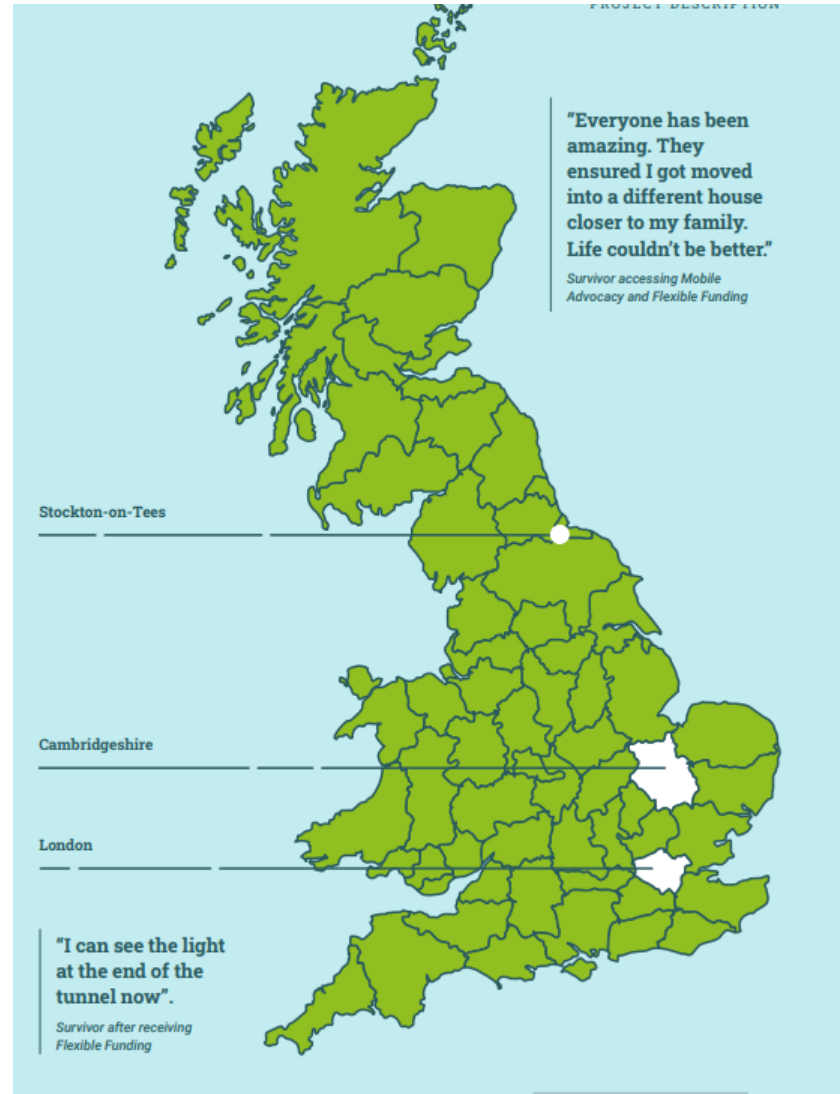 PROJECT DESCRIPTION
“Everyone has been
amazing. They
ensured I got moved
into a different house
closer to my family.
Life couldn’t be better.”
Survivor accessing Mobile
Advocacy and Flexible Funding
Stockton-on-Tees
Cambridgeshire
London
“I can see the light
at the end of the
tunnel now”.
Survivor after receiving
Flexible Funding